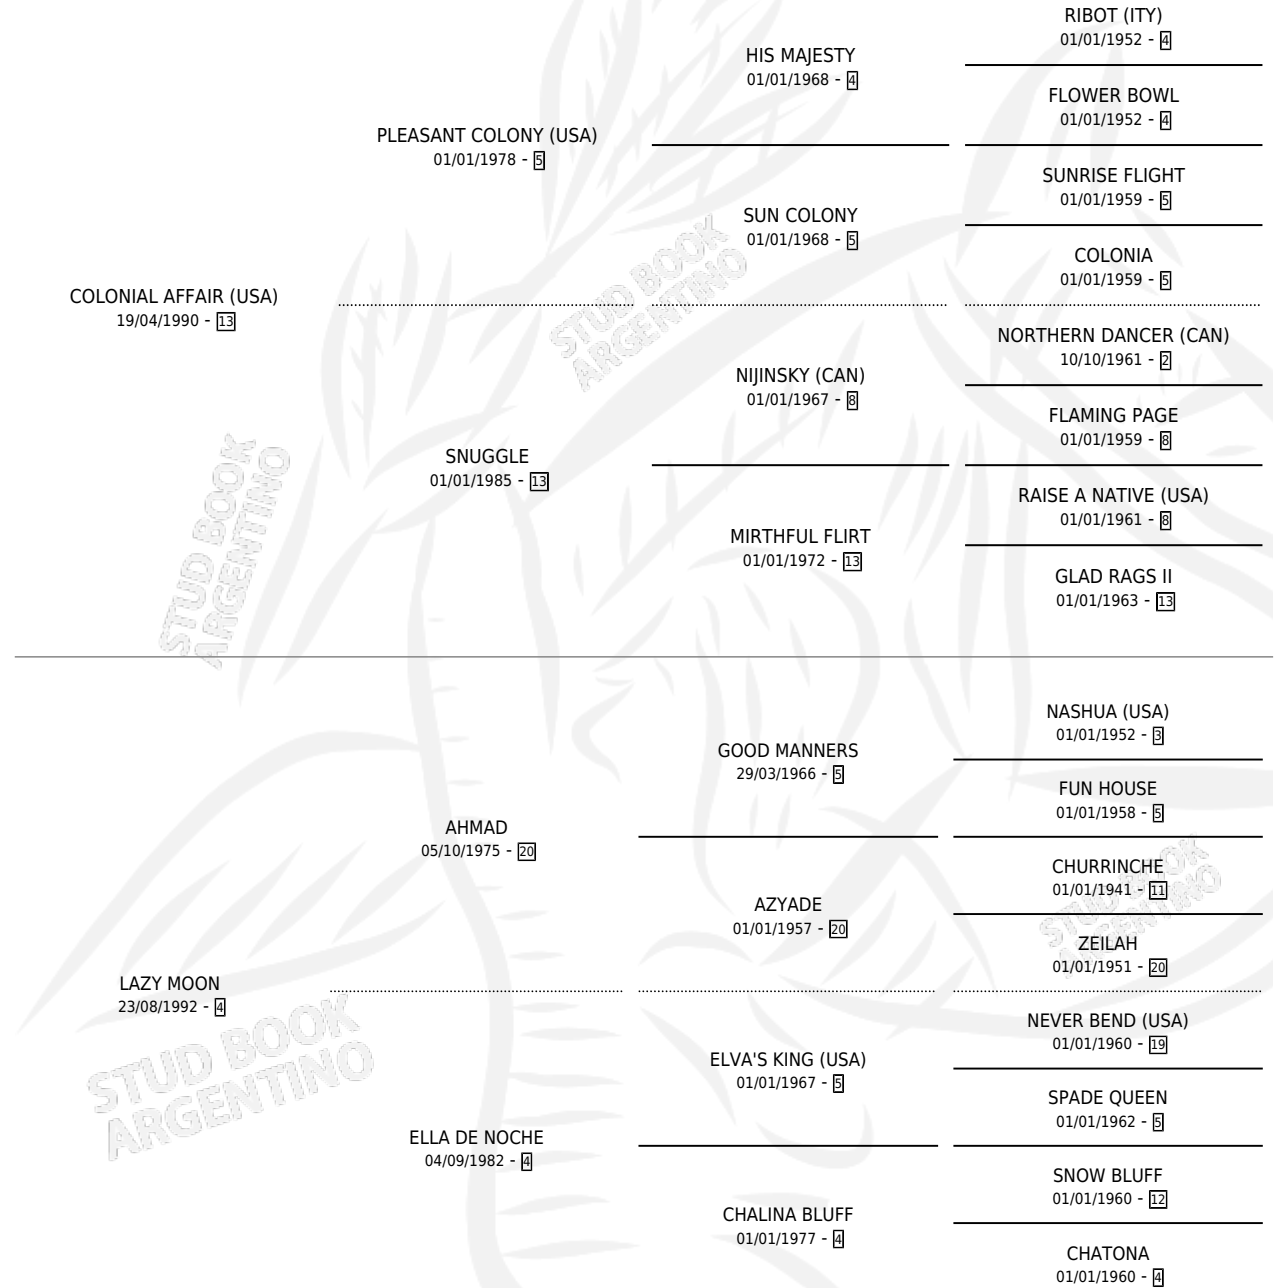 RIBOT (ITY)
01/01/1952 - 4
HIS MAJESTY
01/01/1968 - 4
FLOWER BOWL
01/01/1952 - 4
PLEASANT COLONY (USA)
01/01/1978 - 5
SUNRISE FLIGHT
01/01/1959 - 5
SUN COLONY
01/01/1968 - 5
COLONIA
01/01/1959 - 5
COLONIAL AFFAIR (USA)
19/04/1990 - 13
STUD BOOK
ARGENTINO
NORTHERN DANCER (CAN)
10/10/1961 - 2
NIJINSKY (CAN)
01/01/1967 - 8
FLAMING PAGE
01/01/1959 - 8
SNUGGLE
01/01/1985 - 13
RAISE A NATIVE (USA)
01/01/1961 - 8
MIRTHFUL FLIRT
01/01/1972 - 13
GLAD RAGS II
01/01/1963 - 13
STUD BOOK
ARGENTINO
NASHUA (USA)
01/01/1952 - 3
GOOD MANNERS
29/03/1966 - 5
FUN HOUSE
01/01/1958 - 5
AHMAD
05/10/1975 - 20
CHURRINCHE
01/01/1941 - 11
AZYADE
01/01/1957 - 20
ZEILAH
01/01/1951 - 20
STUD BOOK
ARGENTINO
LAZY MOON
23/08/1992 - 4
NEVER BEND (USA)
01/01/1960 - 19
ELVA'S KING (USA)
01/01/1967 - 5
SPADE QUEEN
01/01/1962 - 5
STUD BOOK
ARGENTINO
ELLA DE NOCHE
04/09/1982 - 4
SNOW BLUFF
01/01/1960 - 12
CHALINA BLUFF
01/01/1977 - 4
CHATONA
01/01/1960 - 4